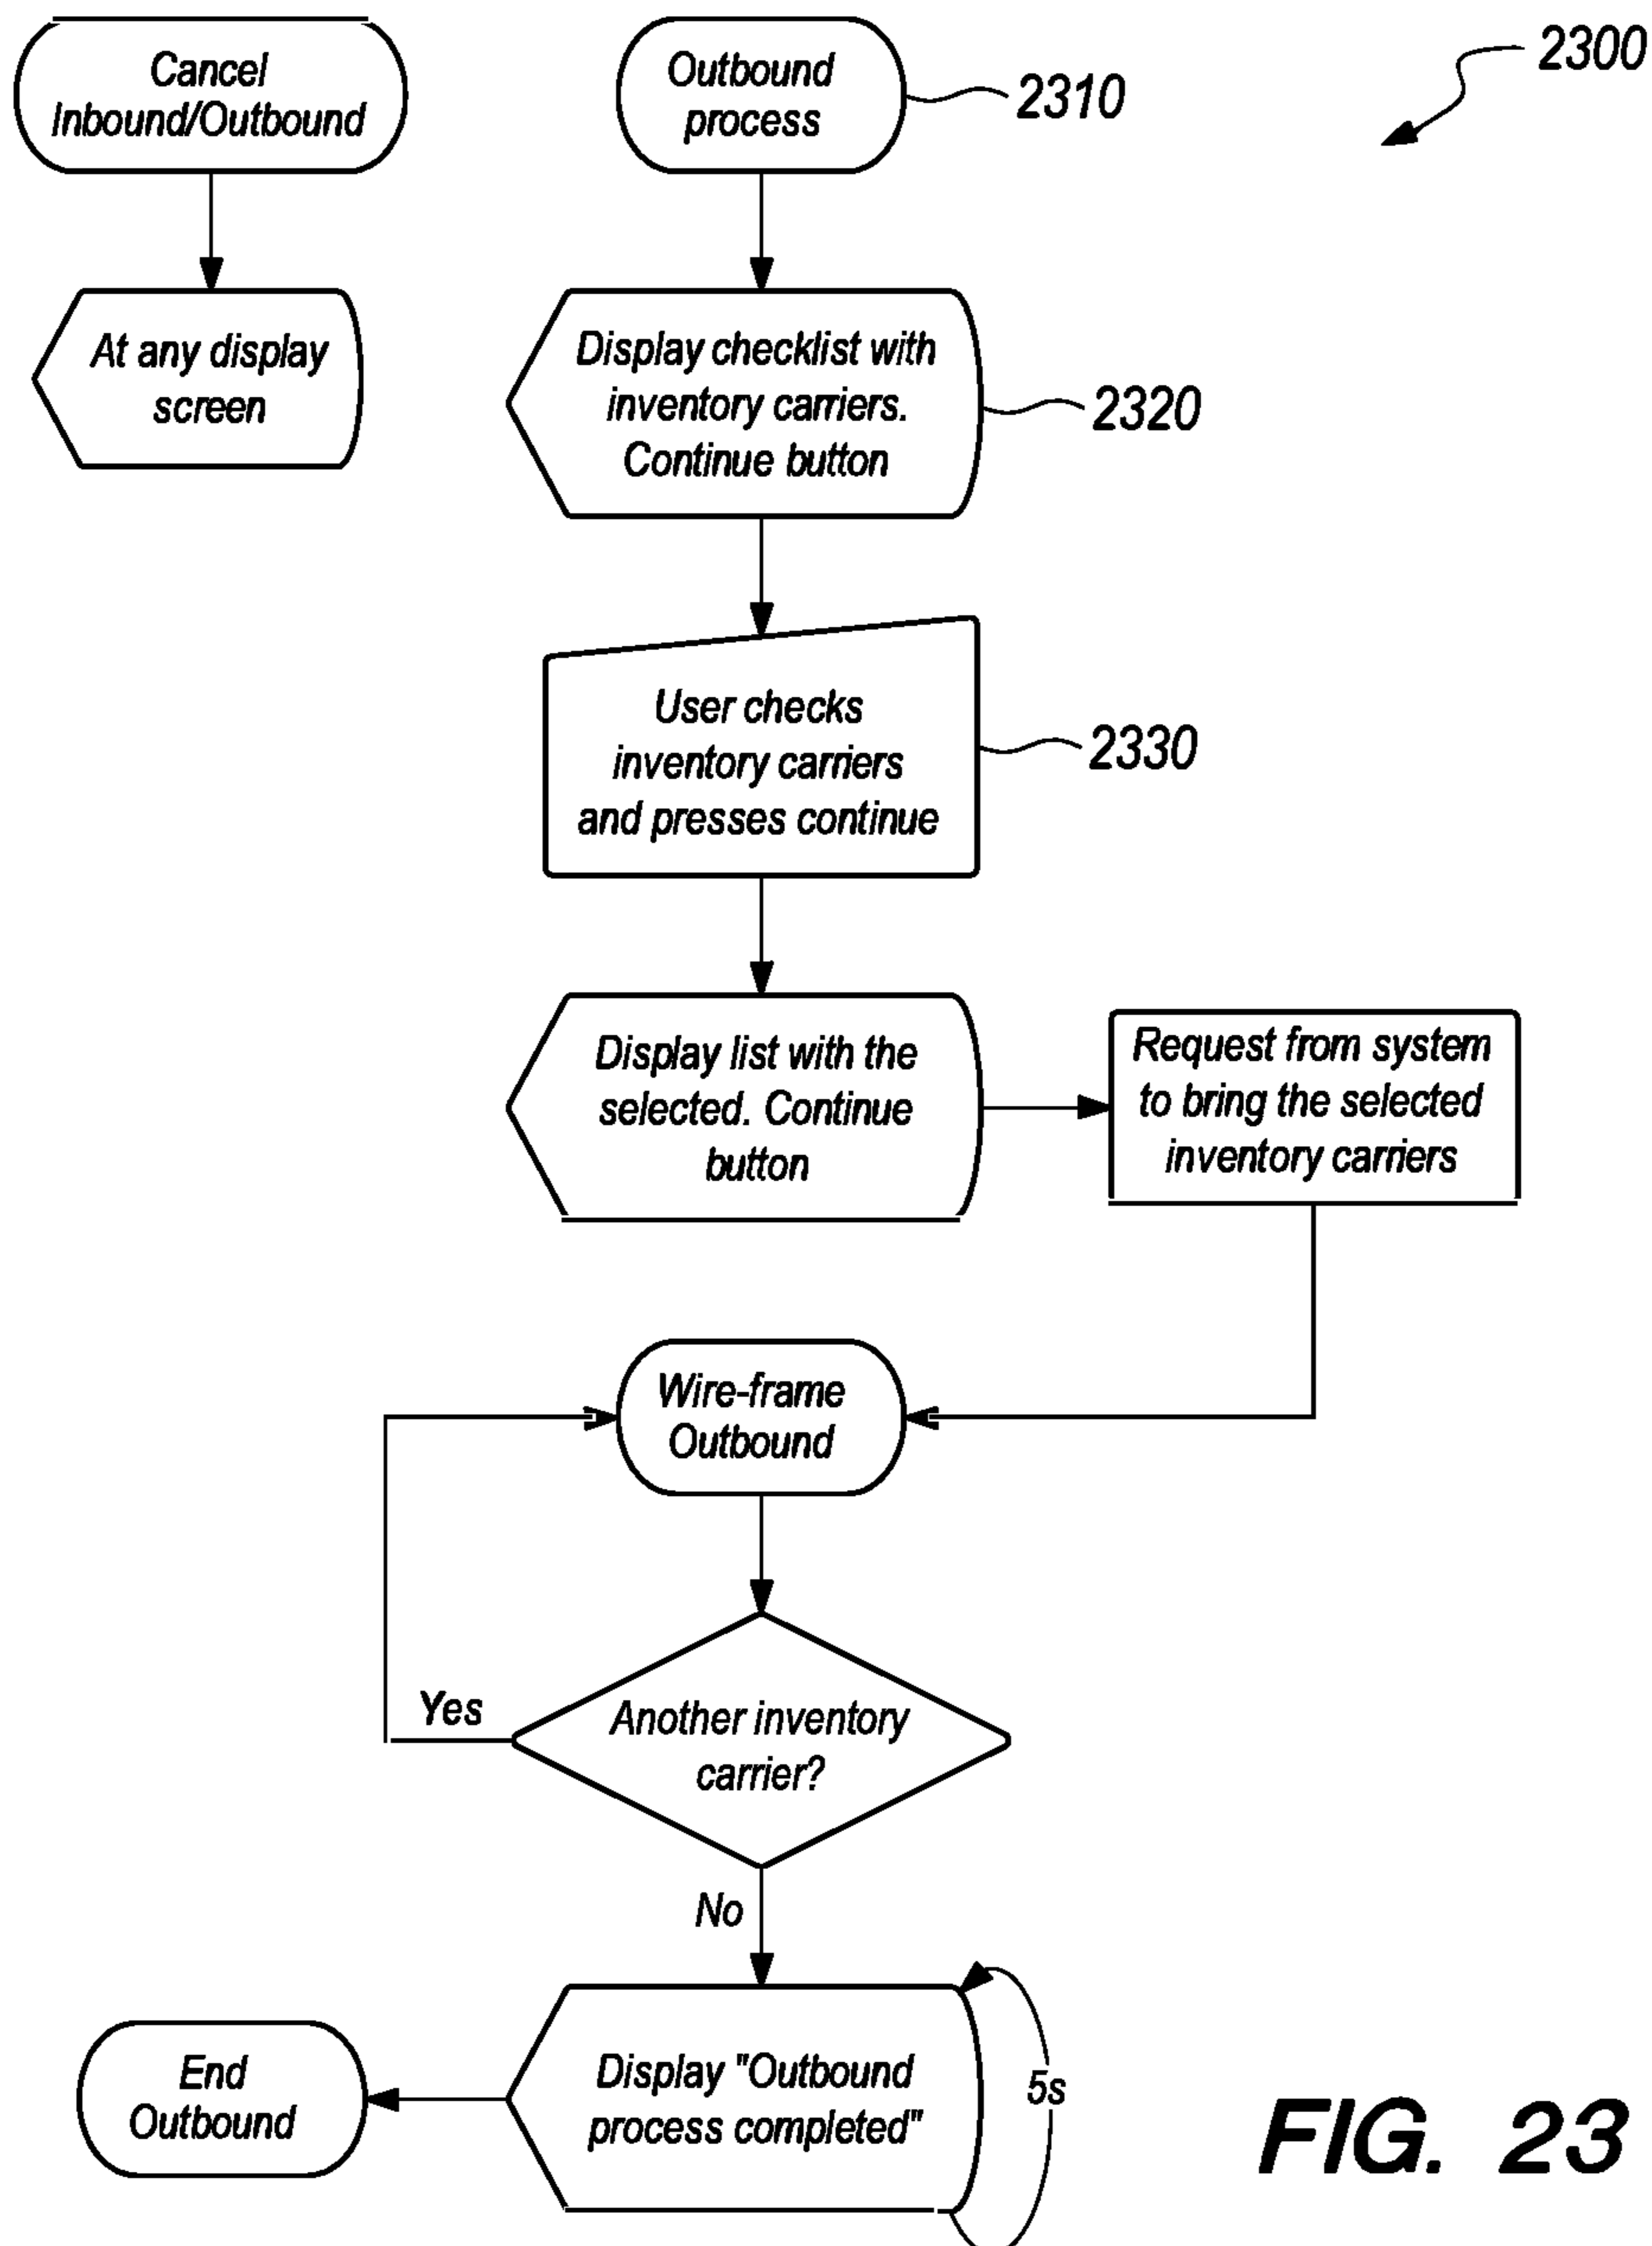 Cancel
Inbound/Outbound
Outbound
process
2310
2300
At any display
screen
Display checklist with
inventory carriers.
Continue button
2320
User checks
inventory carriers
and presses continue
2330
Display list with the
selected. Continue
button
Request from system
to bring the selected
inventory carriers
Wire-frame
Outbound
Yes
Another inventory
carrier?
No
End
Outbound
Display "Outbound
process completed"
5s
FIG. 23